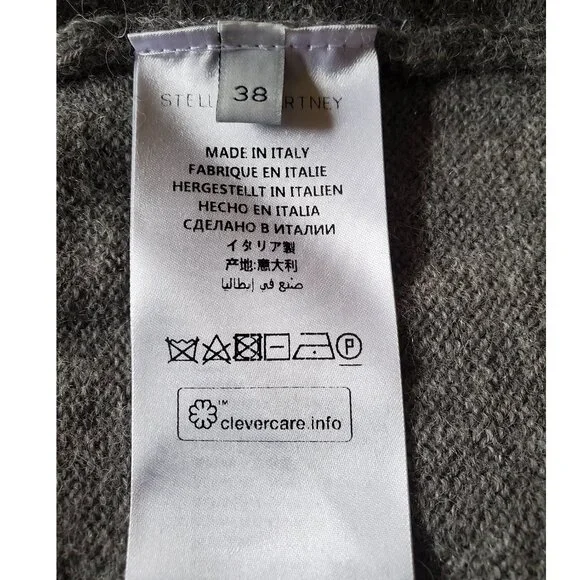 38
STELL RTNEY
MADE IN ITALY
FABRIQUE EN ITALIE
HERGESTELLT IN ITALIEN
HECHO EN ITALIA
СДЕЛАНО В ИТАЛИИ
イタリア製
产地:意大利
صنع في إيطاليا
P
™
clevercare.info